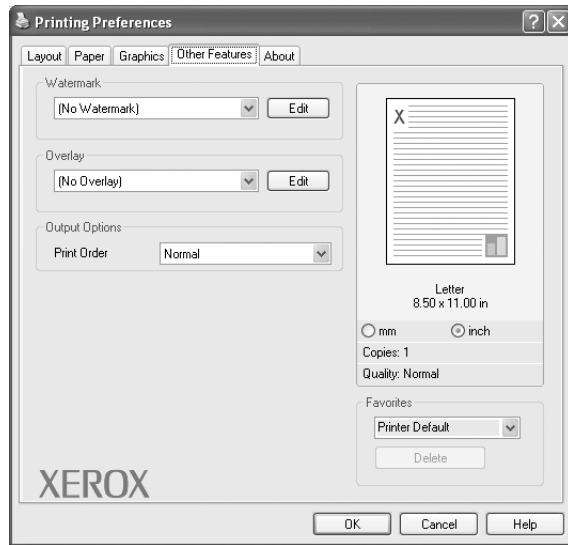 Printing Preferences
Layout Paper Graphics Other Features About
Watermark
(No Watermark) Edit
Overlay
(No Overlay) Edit
Output Options
Print Order Normal
X
Letter
8.50 x 11.00 in
mm inch
Copies: 1
Quality: Normal
Favorites
Printer Default
Delete
XEROX
OK Cancel Help